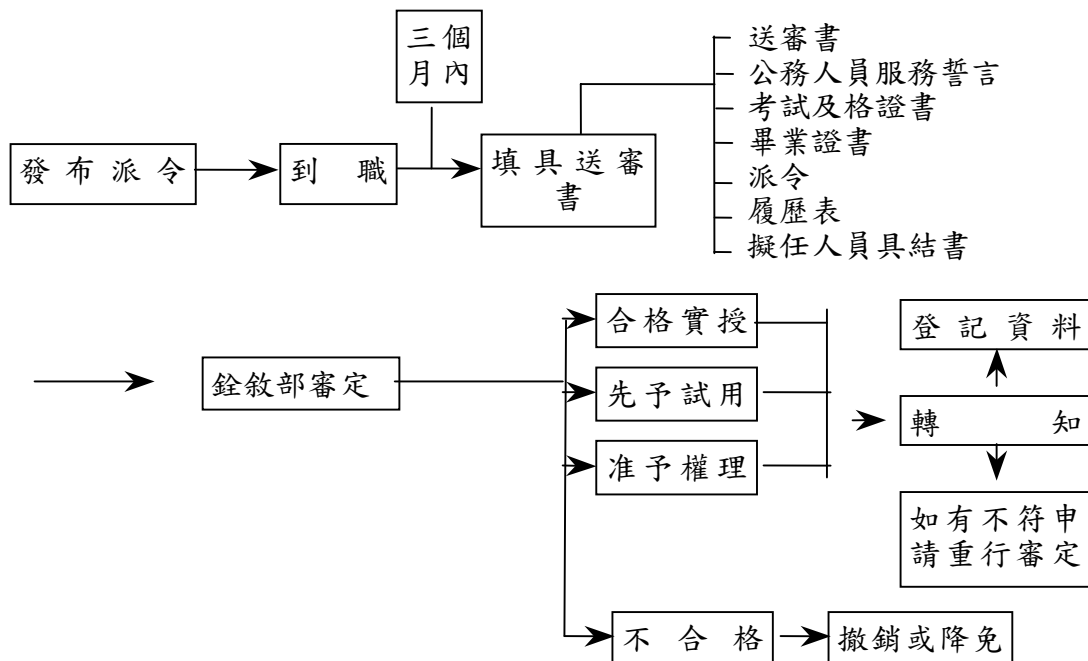 三個
月內
送審書
公務人員服務誓言
考試及格證書
畢業證書
派令
履歷表
擬任人員具結書
發布派令
到職
填具送審
書
銓敘部審定
合格實授
先予試用
准予權理
不合格
登記資料
轉知
如有不符申
請重行審定
撤銷或降免